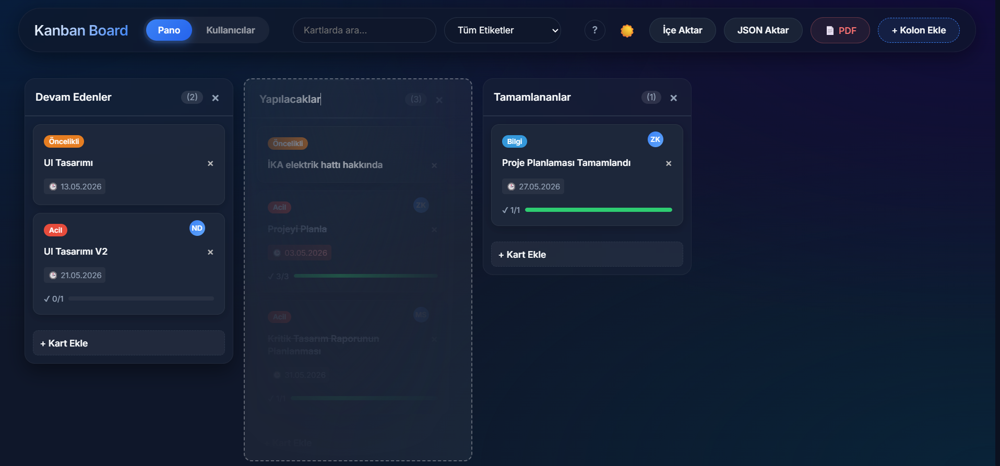 Kanban Board
Pano
Kullanıcılar
Kartlarda ara...
Tüm Etiketler
?
İçe Aktar
JSON Aktar
PDF
+ Kolon Ekle
Devam Edenler
(2)
×
Öncelikli
UI Tasarımı
×
13.05.2026
Acil
ND
UI Tasarımı V2
×
21.05.2026
✓ 0/1
+ Kart Ekle
Yapılacaklar
(3)
×
Öncelikli
İKA elektrik hattı hakkında
×
Acil
ZK
Projeyi Planla
×
03.05.2026
✓ 3/3
Acil
MS
Kritik Tasarım Raporunun
Planlanması
×
31.05.2026
✓ 1/1
+ Kart Ekle
Tamamlananlar
(1)
×
Bilgi
ZK
Proje Planlaması Tamamlandı
×
27.05.2026
✓ 1/1
+ Kart Ekle